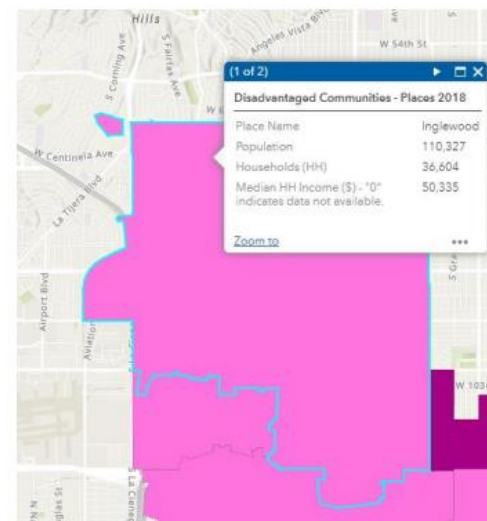 Hills
S Corning Ave
S Fairfax Ave
Angeles Vista Blvd
W 54th St
(1 of 2)
Disadvantaged Communities - Places 2018
Place Name Inglewood
Population 110,327
Households (HH) 36,604
Median HH Income ($) - "0" 50,335
indicates data not available.
Zoom to
W Centinela Ave
La Tijera Blvd
Airport Blvd
Aviation
S La Cieneg